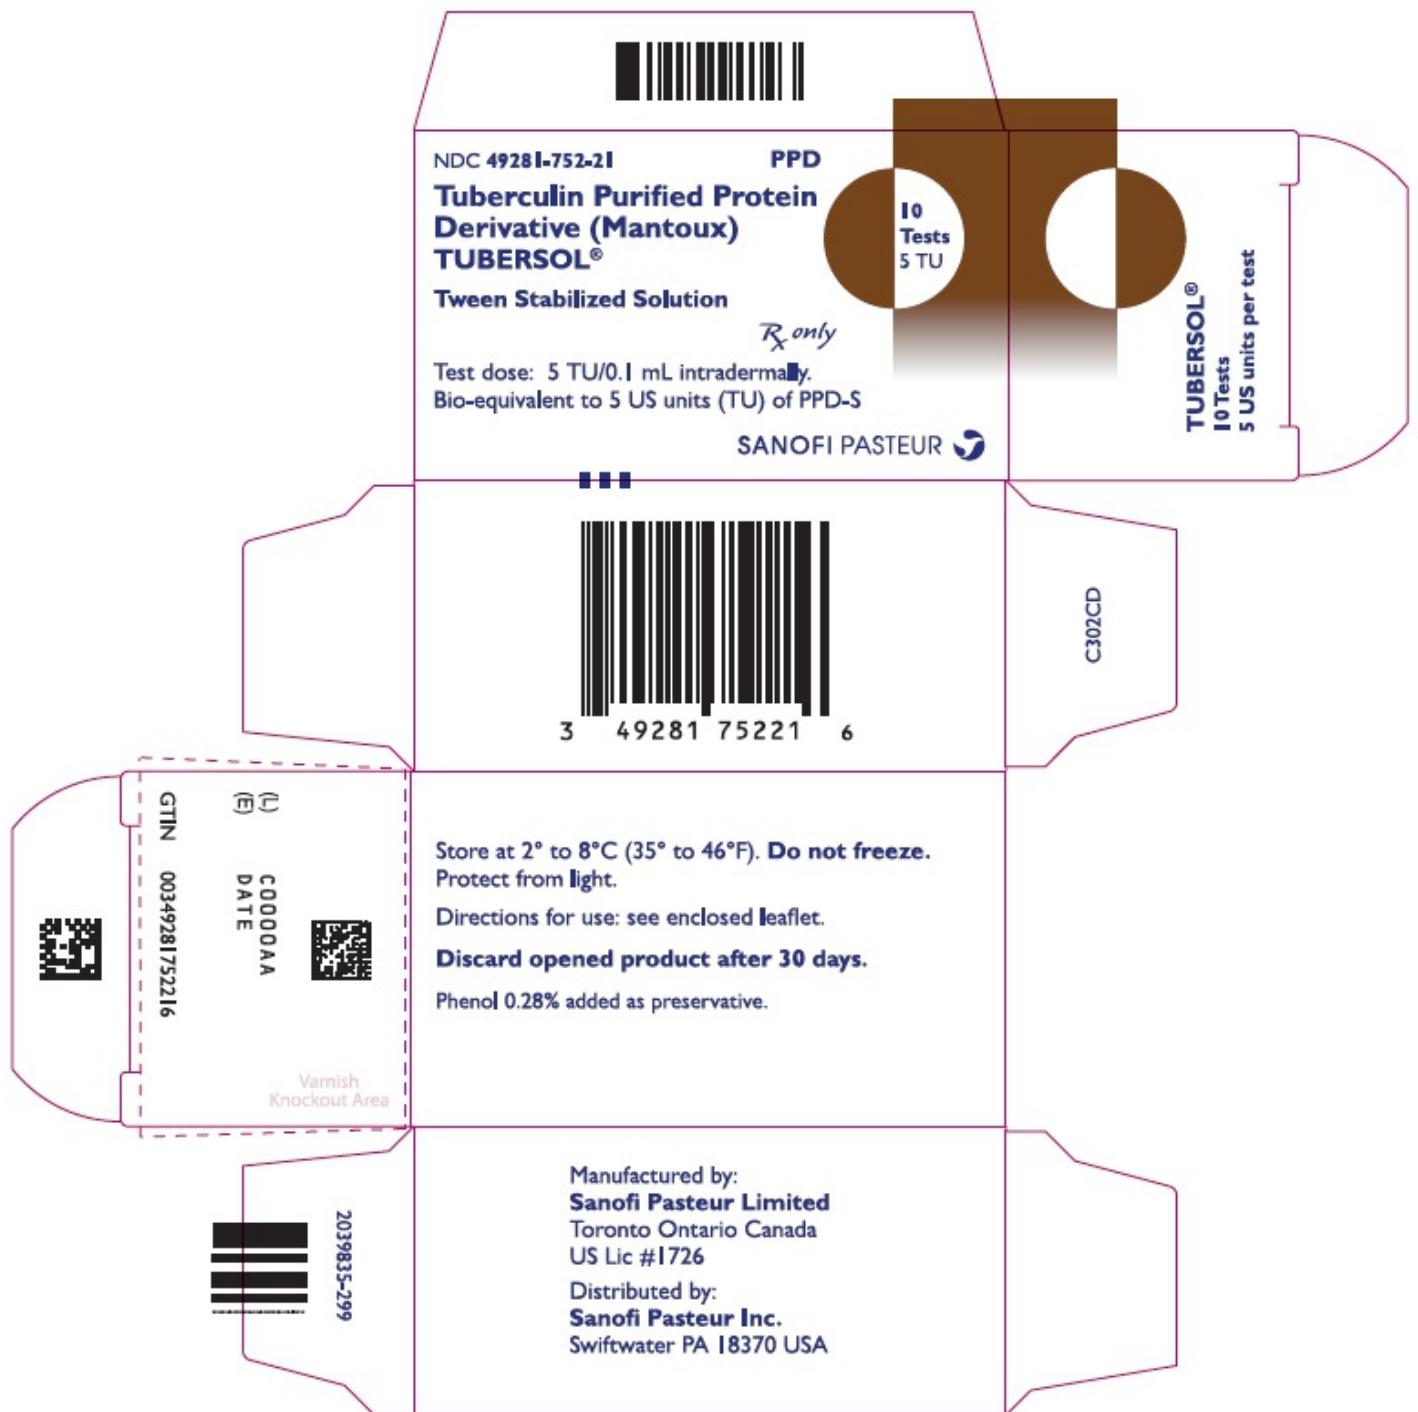 NDC 49281-752-21 PPD
Tuberculin Purified Protein
Derivative (Mantoux)
TUBERSOL®
Tween Stabilized Solution
Rx only
Test dose: 5 TU/0.1 mL intradermally.
Bio-equivalent to 5 US units (TU) of PPD-S
SANOFI PASTEUR
10
Tests
5 TU
TUBERSOL®
10 Tests
5 US units per test
3 49281 75221 6
C302CD
(L) C0000AA
(E) DATE
GTIN 00349281752216
Varnish
Knockout Area
Store at 2° to 8°C (35° to 46°F). Do not freeze.
Protect from light.
Directions for use: see enclosed leaflet.
Discard opened product after 30 days.
Phenol 0.28% added as preservative.
2039835-299
Manufactured by:
Sanofi Pasteur Limited
Toronto Ontario Canada
US Lic #1726
Distributed by:
Sanofi Pasteur Inc.
Swiftwater PA 18370 USA